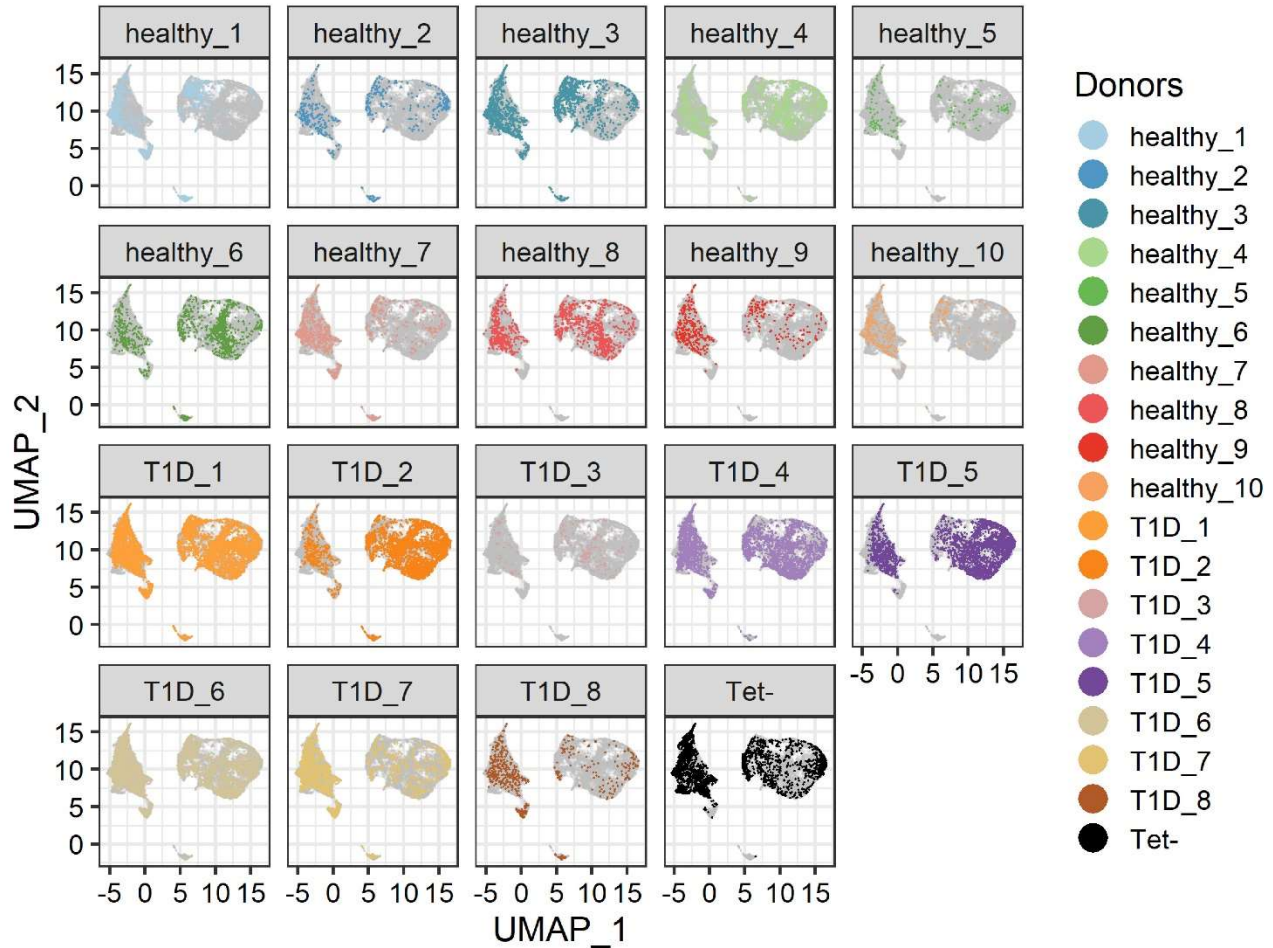 healthy_1 healthy_2 healthy_3 healthy_4 healthy_5
15
10
5
0
healthy_6 healthy_7 healthy_8 healthy_9 healthy_10
15
10
5
0
T1D_1 T1D_2 T1D_3 T1D_4 T1D_5
15
10
5
0
-5 0 5 10 15
T1D_6 T1D_7 T1D_8 Tet-
15
10
5
0
-5 0 5 10 15 -5 0 5 10 15 -5 0 5 10 15 -5 0 5 10 15
UMAP_1
UMAP_2
Donors
healthy_1
healthy_2
healthy_3
healthy_4
healthy_5
healthy_6
healthy_7
healthy_8
healthy_9
healthy_10
T1D_1
T1D_2
T1D_3
T1D_4
T1D_5
T1D_6
T1D_7
T1D_8
Tet-